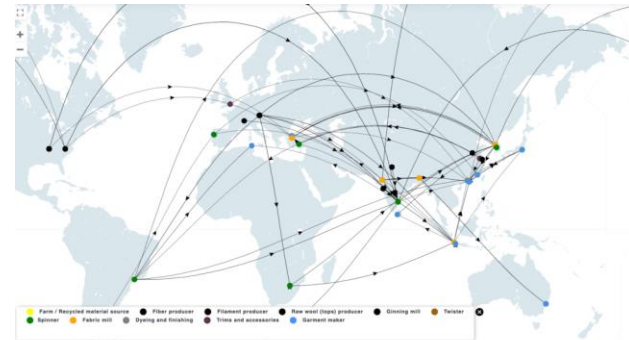 +
−
Farm / Recycled material source Fiber producer Filament producer Raw wool (tops) producer Ginning mill Twister
Spinner Fabric mill Dyeing and finishing Trims and accessories Garment maker